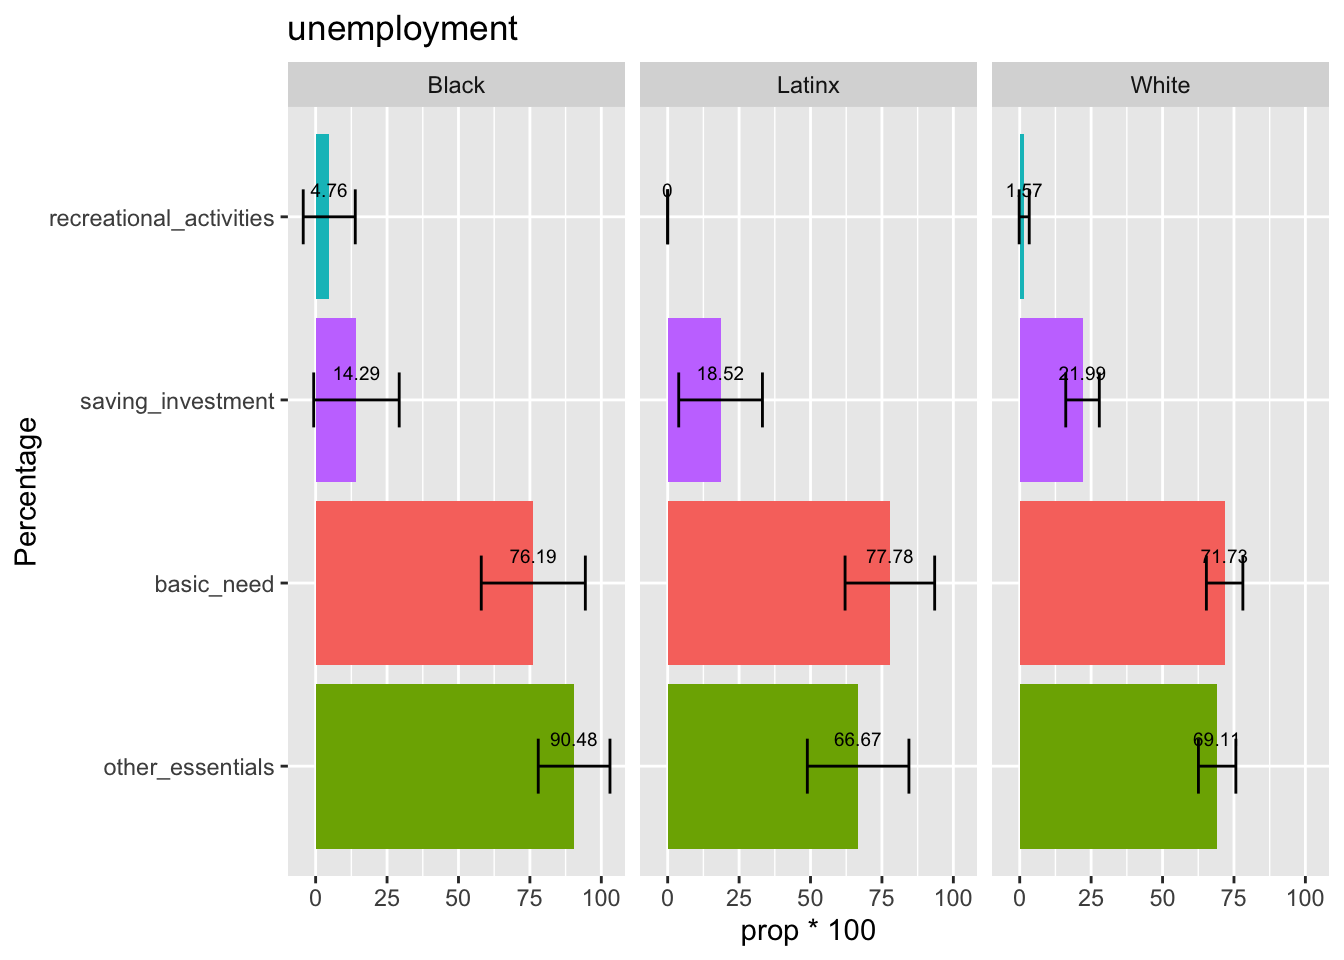 unemployment
Black Latinx White
recreational_activities 4.76 0 1.57
saving_investment 14.29 18.52 21.99
basic_need 76.19 77.78 71.73
other_essentials 90.48 66.67 69.11
Percentage
0 25 50 75 100 0 25 50 75 100 0 25 50 75 100
prop * 100